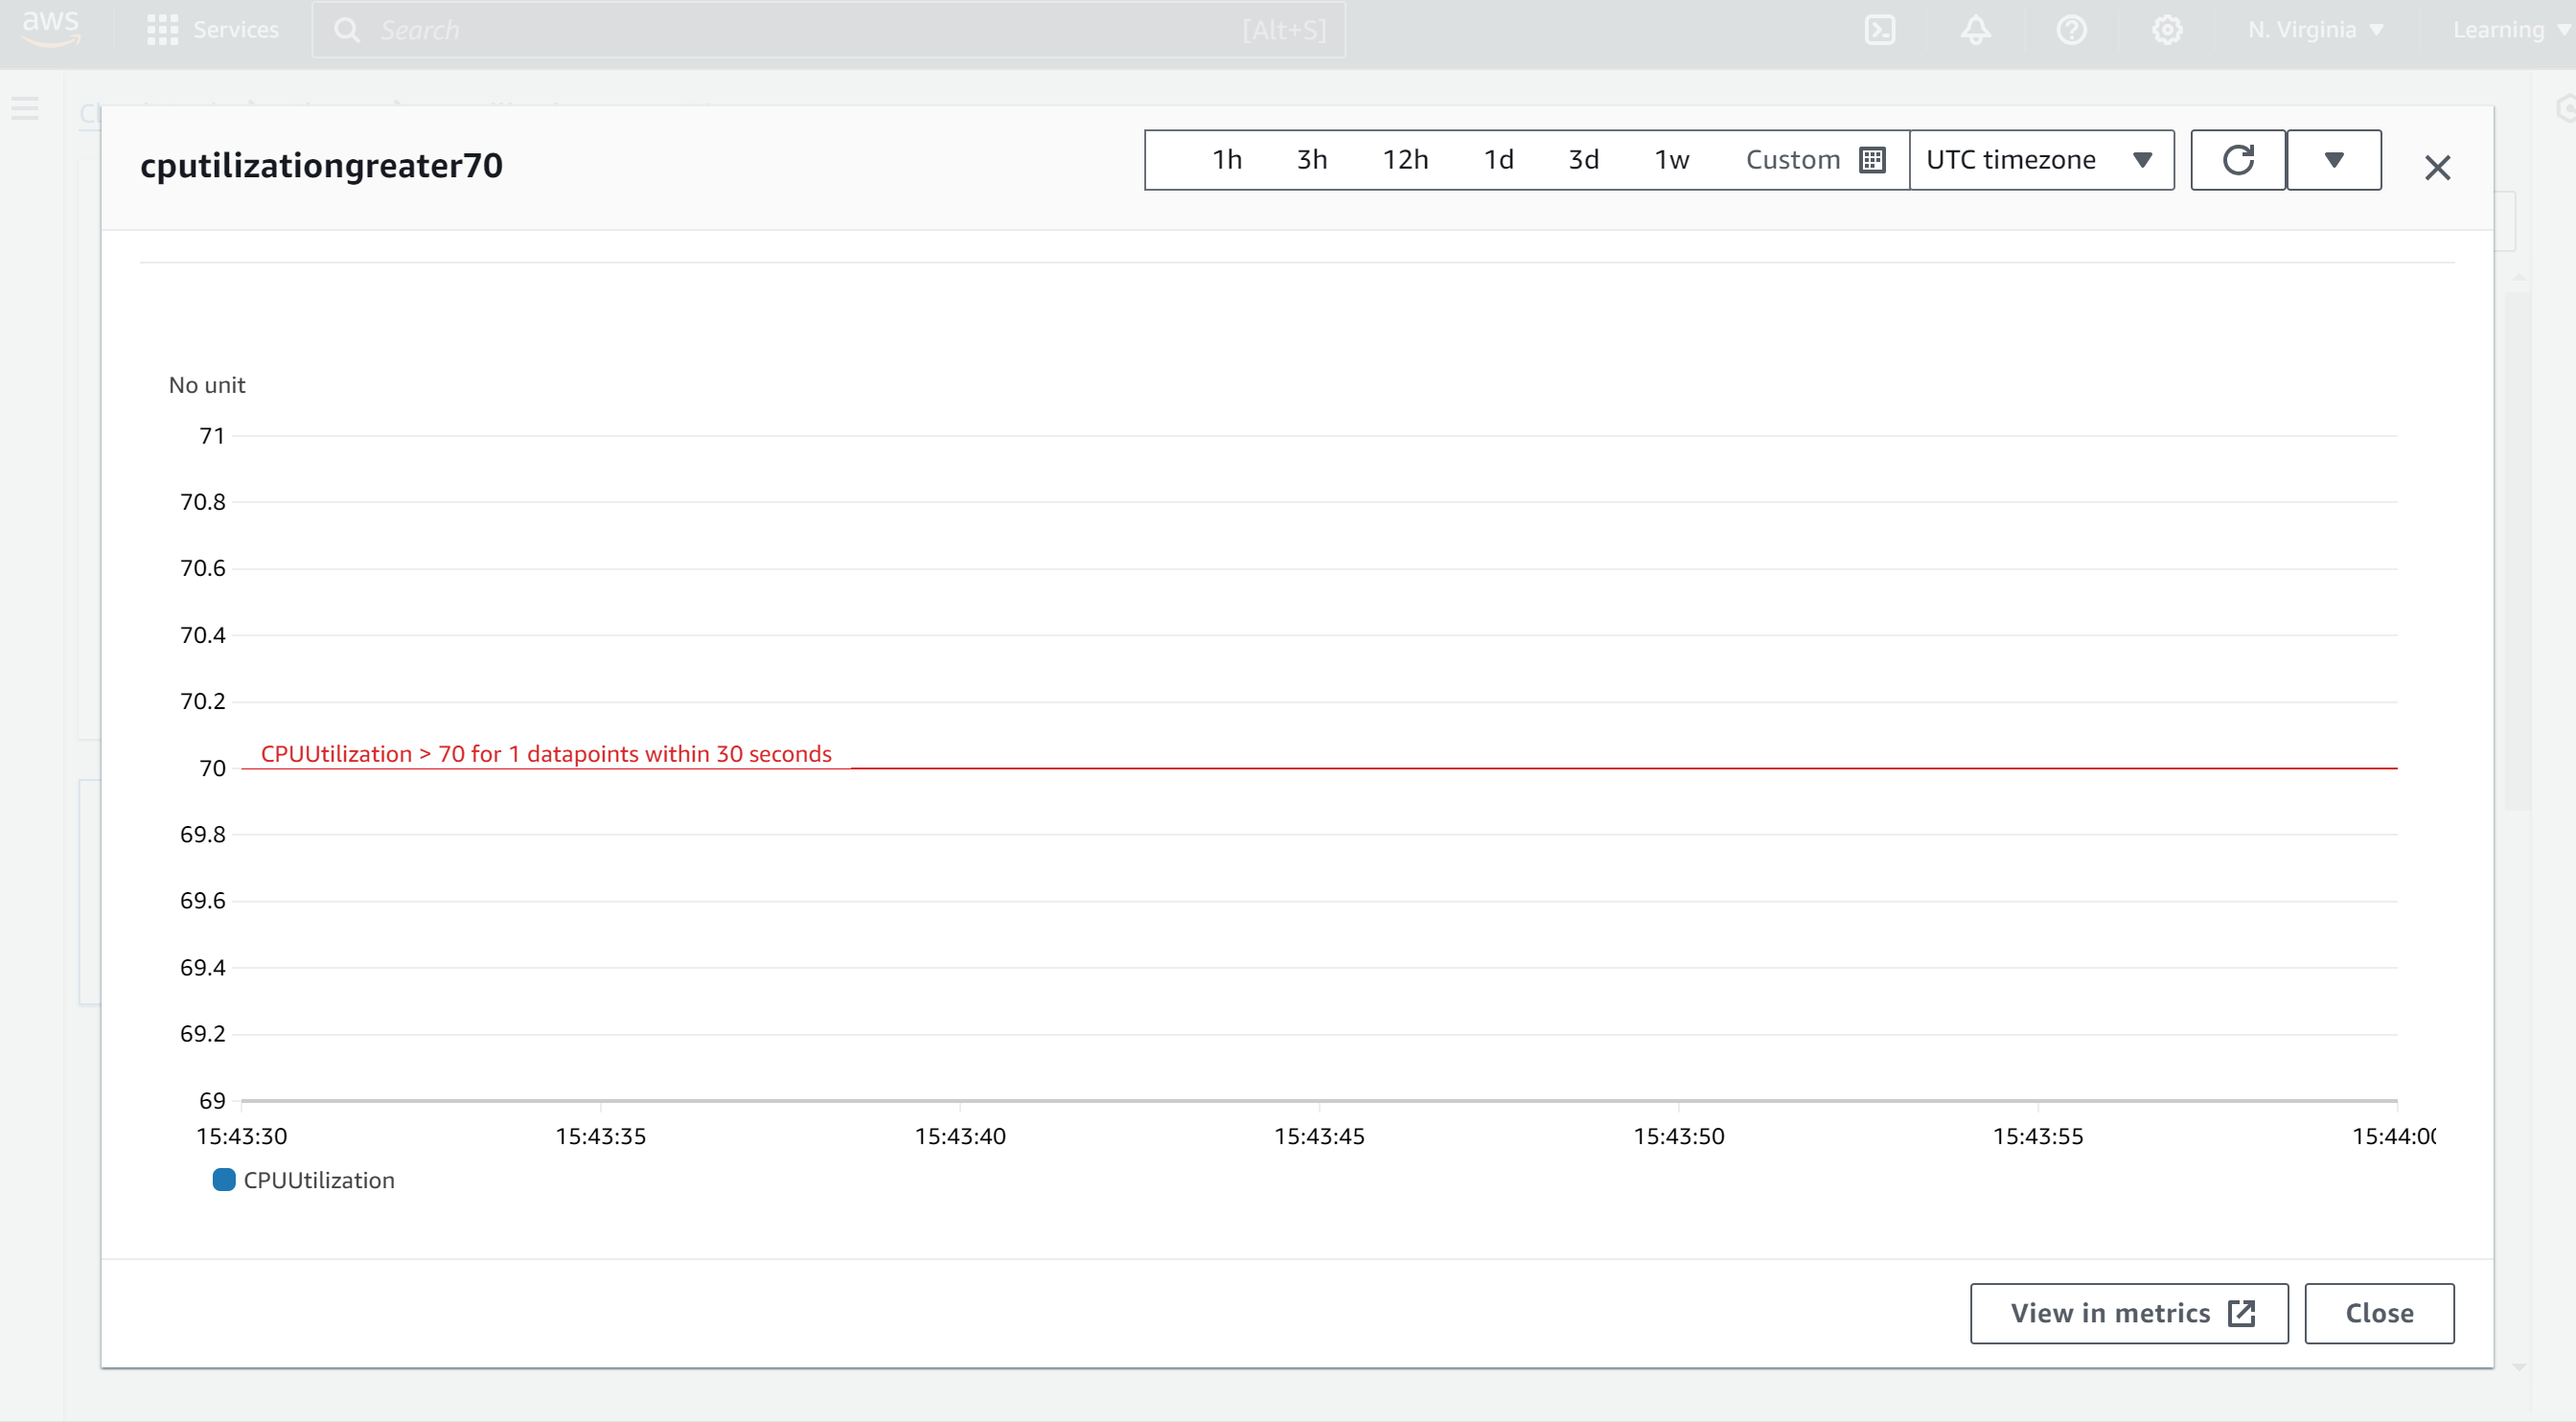 aws Services Search [Alt+S] N. Virginia Learning
cputilizationgreater70 1h 3h 12h 1d 3d 1w Custom UTC timezone
No unit
71
70.8
70.6
70.4
70.2
CPUUtilization > 70 for 1 datapoints within 30 seconds
70
69.8
69.6
69.4
69.2
69
15:43:30 15:43:35 15:43:40 15:43:45 15:43:50 15:43:55 15:44:0
CPUUtilization
View in metrics Close